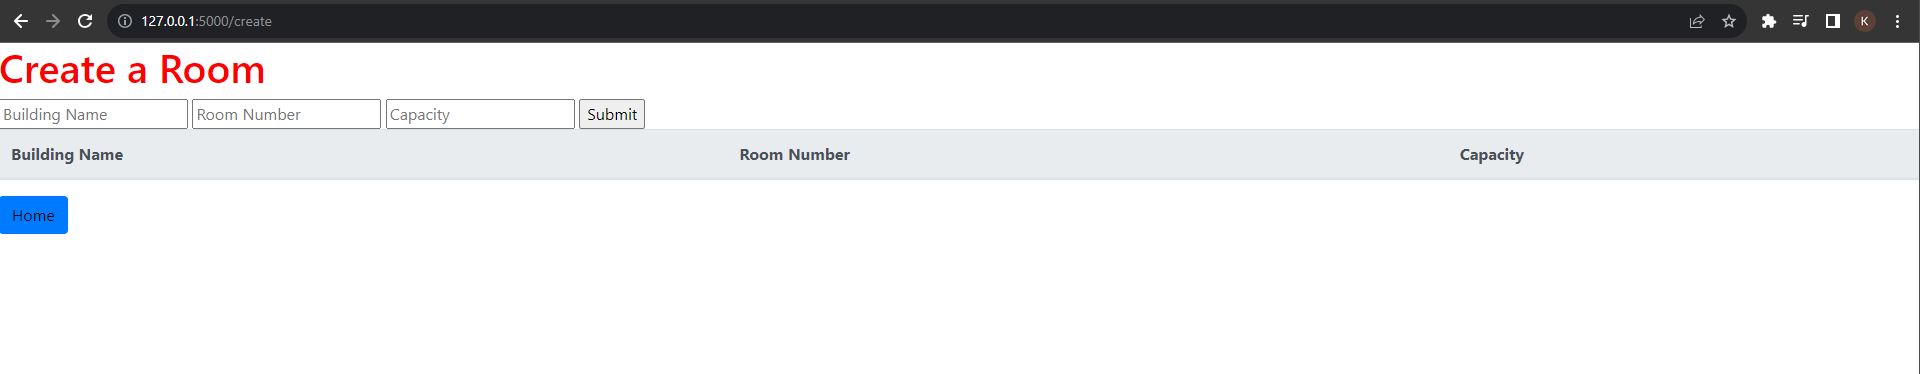 127.0.0.1:5000/create
K
Create a Room
Building Name Room Number Capacity Submit
Building Name Room Number Capacity
Home